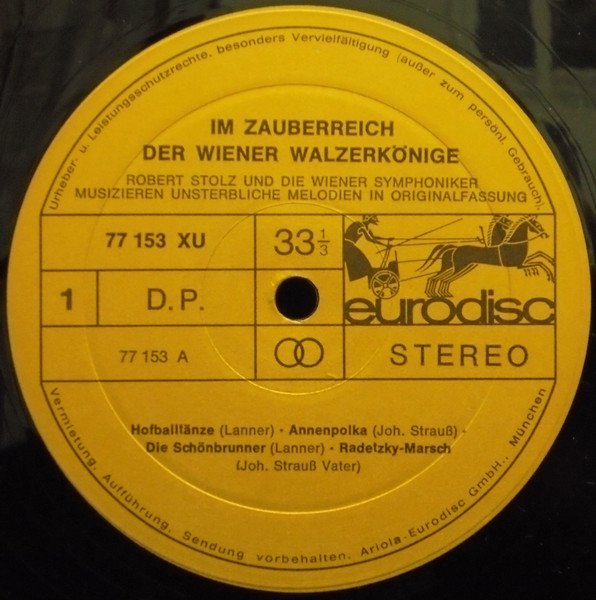 Urheber- u. Leistungsschutzrechte, besonders Vervielfältigung (außer zum persönl. Gebrauch),
IM ZAUBERREICH
DER WIENER WALZERKÖNIGE
ROBERT STOLZ UND DIE WIENER SYMPHONIKER
MUSIZIEREN UNSTERBLICHE MELODIEN IN ORIGINALFASSUNG
77 153 XU
33 1/3
1
D.P.
eurodisc
77 153 A
STEREO
Hofballtänze (Lanner) · Annenpolka (Joh. Strauß) ·
Die Schönbrunner (Lanner) · Radetzky-Marsch
(Joh. Strauß Vater)
Vermietung, Aufführung, Sendung vorbehalten. Ariola-Eurodisc GmbH., München